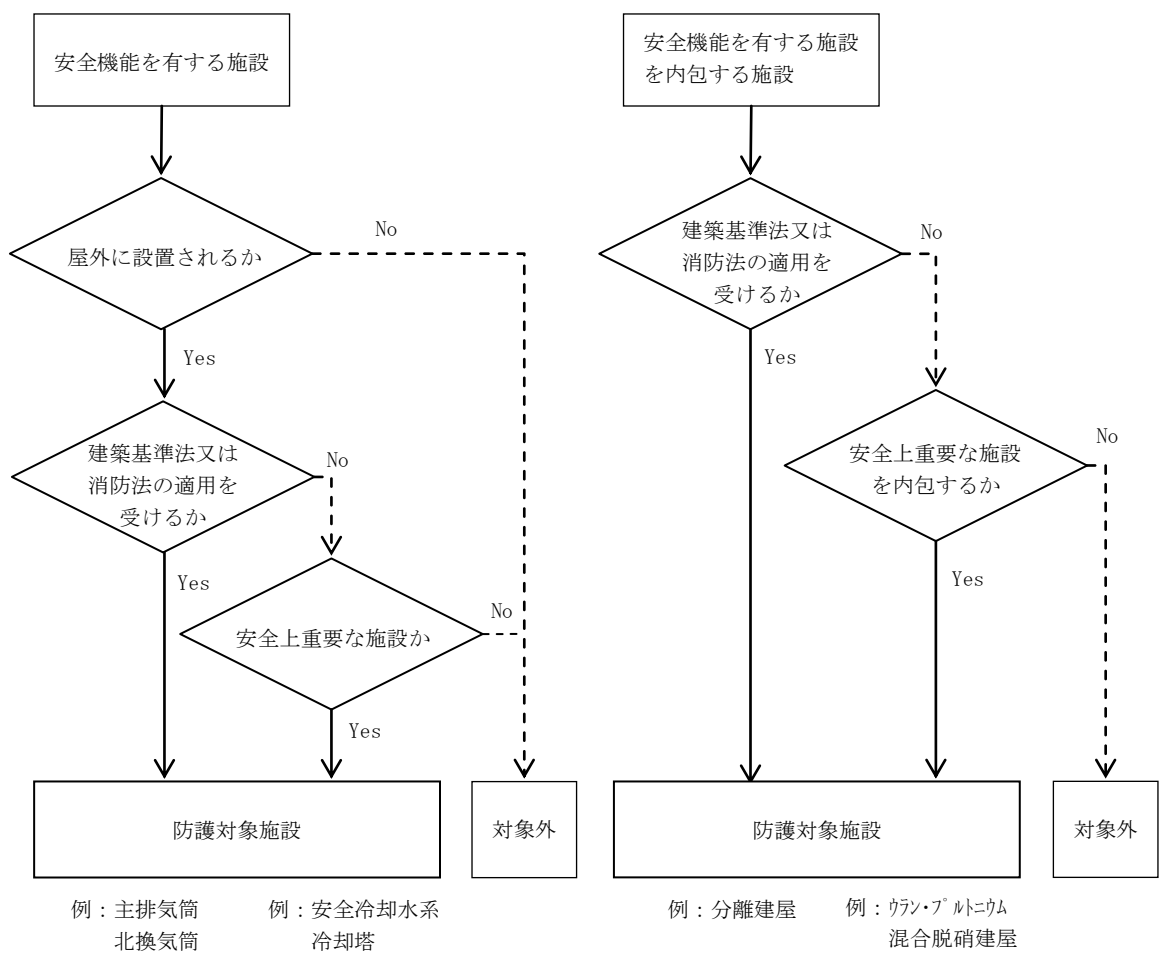 安全機能を有する施設
屋外に設置されるか
No
Yes
建築基準法又は
消防法の適用を
受けるか
No
Yes
安全上重要な施設か
No
Yes
防護対象施設
対象外
例：主排気筒
北換気筒
例：安全冷却水系
冷却塔
安全機能を有する施設
を内包する施設
建築基準法又は
消防法の適用を
受けるか
No
Yes
安全上重要な施設
を内包するか
No
Yes
防護対象施設
対象外
例：分離建屋
例：ｳﾗﾝ･ﾌﾟﾙﾄﾆｳﾑ
混合脱硝建屋